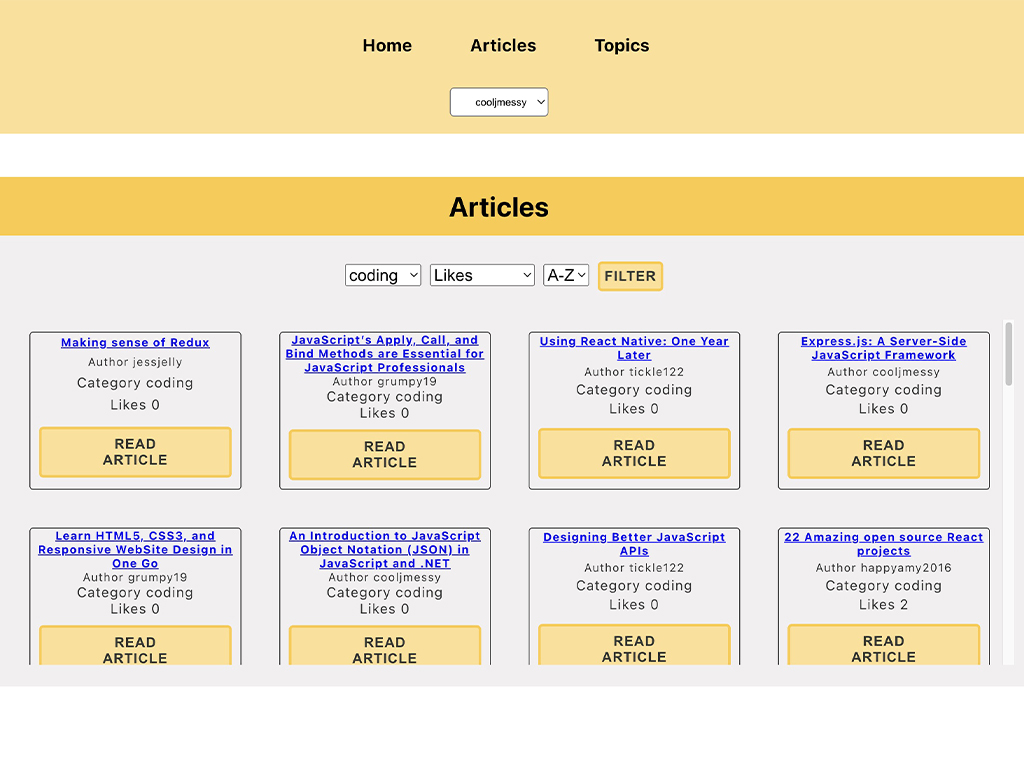 Home Articles Topics
cooljmessy
Articles
coding Likes A-Z FILTER
Making sense of Redux
Author jessjelly
Category coding
Likes 0
READ
ARTICLE
JavaScript's Apply, Call, and
Bind Methods are Essential for
JavaScript Professionals
Author grumpy19
Category coding
Likes 0
READ
ARTICLE
Using React Native: One Year
Later
Author tickle122
Category coding
Likes 0
READ
ARTICLE
Express.js: A Server-Side
JavaScript Framework
Author cooljmessy
Category coding
Likes 0
READ
ARTICLE
Learn HTML5, CSS3, and
Responsive WebSite Design in
One Go
Author grumpy19
Category coding
Likes 0
READ
ARTICLE
An Introduction to JavaScript
Object Notation (JSON) in
JavaScript and .NET
Author cooljmessy
Category coding
Likes 0
READ
ARTICLE
Designing Better JavaScript
APIs
Author tickle122
Category coding
Likes 0
READ
ARTICLE
22 Amazing open source React
projects
Author happyamy2016
Category coding
Likes 2
READ
ARTICLE